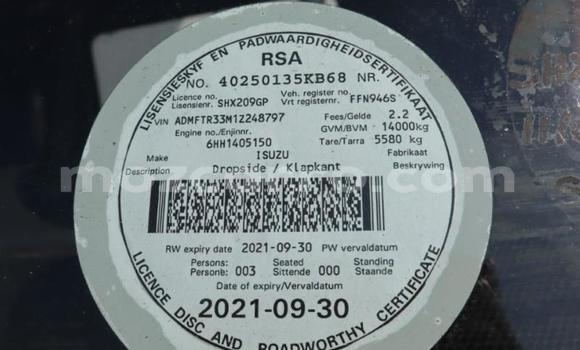 LISENSIESKYF EN PADWAARDIGHEIDSERTIFIKAAT
RSA
NO. 40250135KB68 NR.
Licence no. Veh. register no.
Lisensienr. SHX209GP Vrt registernr. FFN946S
VIN ADMFTR33M12248797 Fees/Gelde 2.2
Engine no./Enjinnr. GVM/BVM 14000kg
6HH1405150 Tare/Tarra 5580 kg
Make ISUZU Fabrikaat
Description Dropside / Klapkant Beskrywing
RW expiry date 2021-09-30 PW vervaldatum
Persons: Seated Standing
Persone: 003 Sittende 000 Staande
Date of expiry/Vervaldatum
2021-09-30
LICENCE DISC AND ROADWORTHY CERTIFICATE